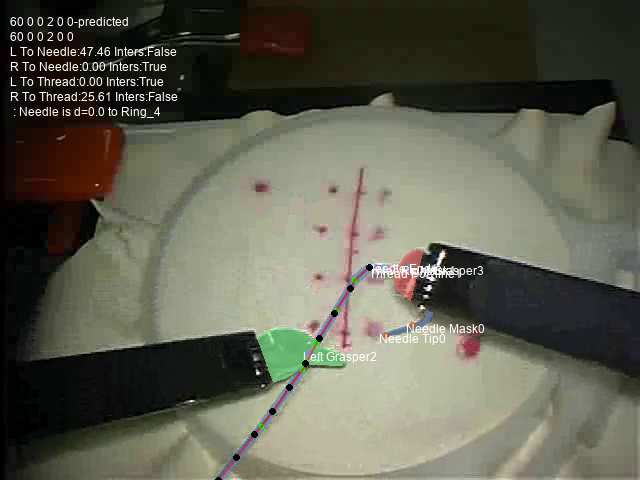 60 0 0 2 0 0-predicted
60 0 0 2 0 0
L To Needle:47.46 Inters:False
R To Needle:0.00 Inters:True
L To Thread:0.00 Inters:True
R To Thread:25.61 Inters:False
: Needle is d=0.0 to Ring_4
Needle Mask0
Needle Tip0
Left Grasper2